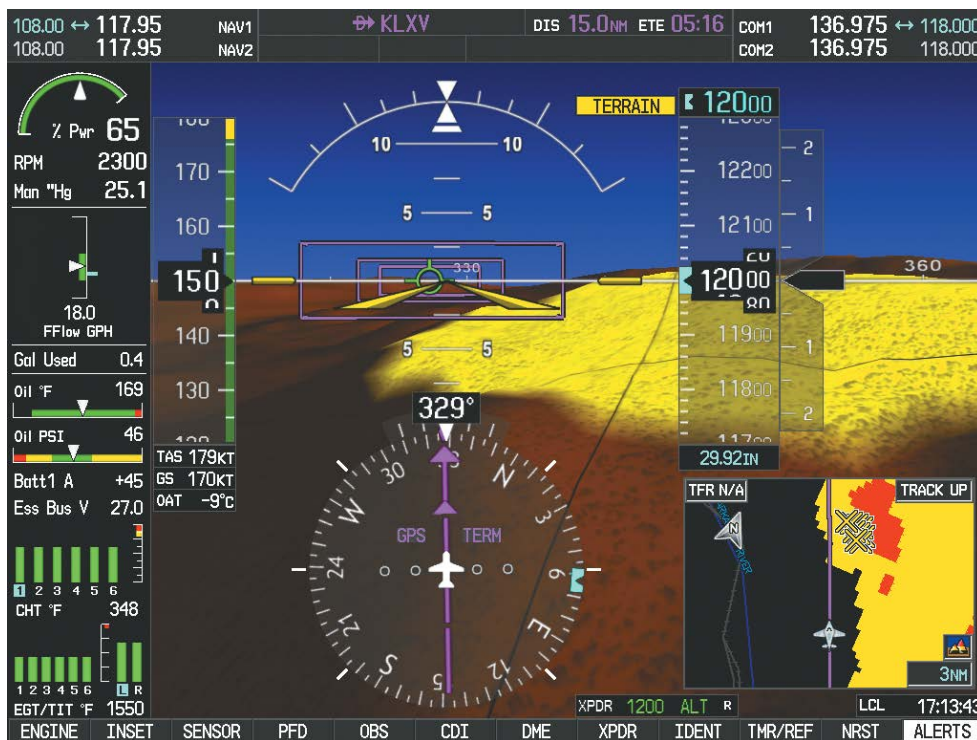 108.00 ↔ 117.95 NAV1
108.00 117.95 NAV2
KLXV DIS 15.0NM ETE 05:16
COM1 136.975 ↔ 118.000
COM2 136.975 118.000
% Pwr 65
RPM 2300
Man "Hg 25.1
18.0
FFlow GPH
Gal Used 0.4
Oil °F 169
Oil PSI 46
Batt1 A +45
Ess Bus V 27.0
1 2 3 4 5 6
CHT °F 348
1 2 3 4 5 6 L R
EGT/TIT °F 1550
170
160
150
140
130
TAS 179KT
GS 170KT
OAT -9°C
10 10
5 5
330
360
5 5
TERRAIN
12000
12200
12100
20
12000
80
11900
11800
2
1
1
2
29.92IN
329°
N 3 6 E 12 15 S 21 24 W 30
GPS TERM
TFR N/A
TRACK UP
N
RIVER
3NM
XPDR 1200 ALT R
LCL 17:13:43
ENGINE INSET SENSOR PFD OBS CDI DME XPDR IDENT TMR/REF NRST ALERTS